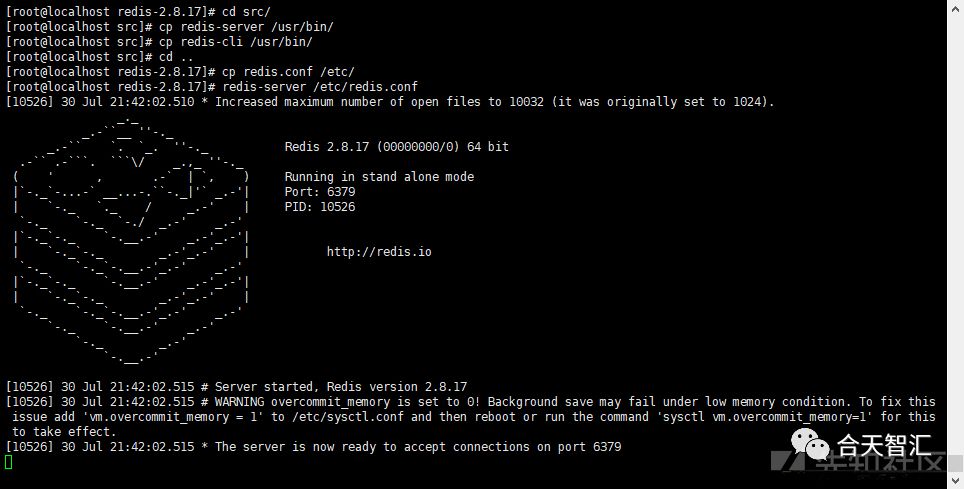 [root@localhost redis-2.8.17]# cd src/
[root@localhost src]# cp redis-server /usr/bin/
[root@localhost src]# cp redis-cli /usr/bin/
[root@localhost src]# cd ..
[root@localhost redis-2.8.17]# cp redis.conf /etc/
[root@localhost redis-2.8.17]# redis-server /etc/redis.conf
[10526] 30 Jul 21:42:02.510 * Increased maximum number of open files to 10032 (it was originally set to 1024).
Redis 2.8.17 (00000000/0) 64 bit
Running in stand alone mode
Port: 6379
PID: 10526
http://redis.io
[10526] 30 Jul 21:42:02.515 # Server started, Redis version 2.8.17
[10526] 30 Jul 21:42:02.515 # WARNING overcommit_memory is set to 0! Background save may fail under low memory condition. To fix this
issue add 'vm.overcommit_memory = 1' to /etc/sysctl.conf and then reboot or run the command 'sysctl vm.overcommit_memory=1' for this
to take effect.
[10526] 30 Jul 21:42:02.515 * The server is now ready to accept connections on port 6379
合天智汇
先知社区